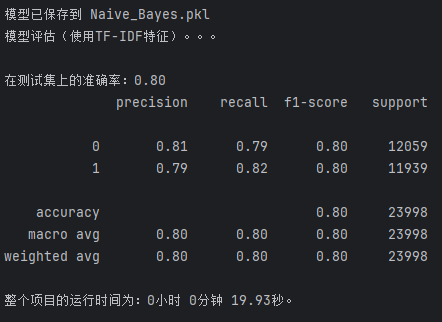 模型已保存到 Naive_Bayes.pkl
模型评估（使用TF-IDF特征）。。。
在测试集上的准确率：0.80
precision recall f1-score support
0 0.81 0.79 0.80 12059
1 0.79 0.82 0.80 11939
accuracy 0.80 23998
macro avg 0.80 0.80 0.80 23998
weighted avg 0.80 0.80 0.80 23998
整个项目的运行时间为：0小时 0分钟 19.93秒。